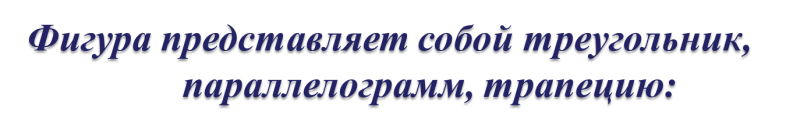 Фигура представляет собой треугольник,
параллелограмм, трапецию: